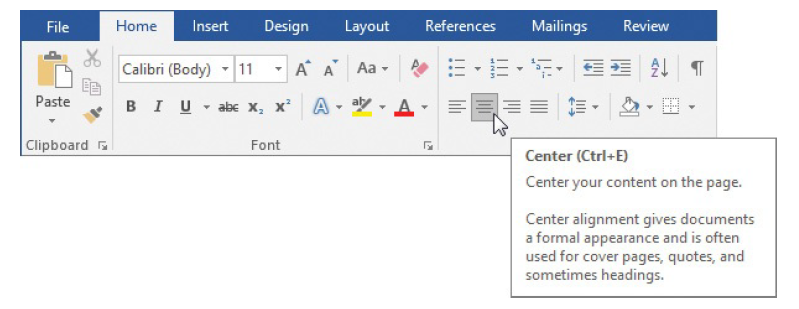 File Home Insert Design Layout References Mailings Review
Calibri (Body) 11 A A Aa
Paste B I U abc x₂ x² A aby A
Clipboard Font
Center (Ctrl+E)
Center your content on the page.
Center alignment gives documents
a formal appearance and is often
used for cover pages, quotes, and
sometimes headings.